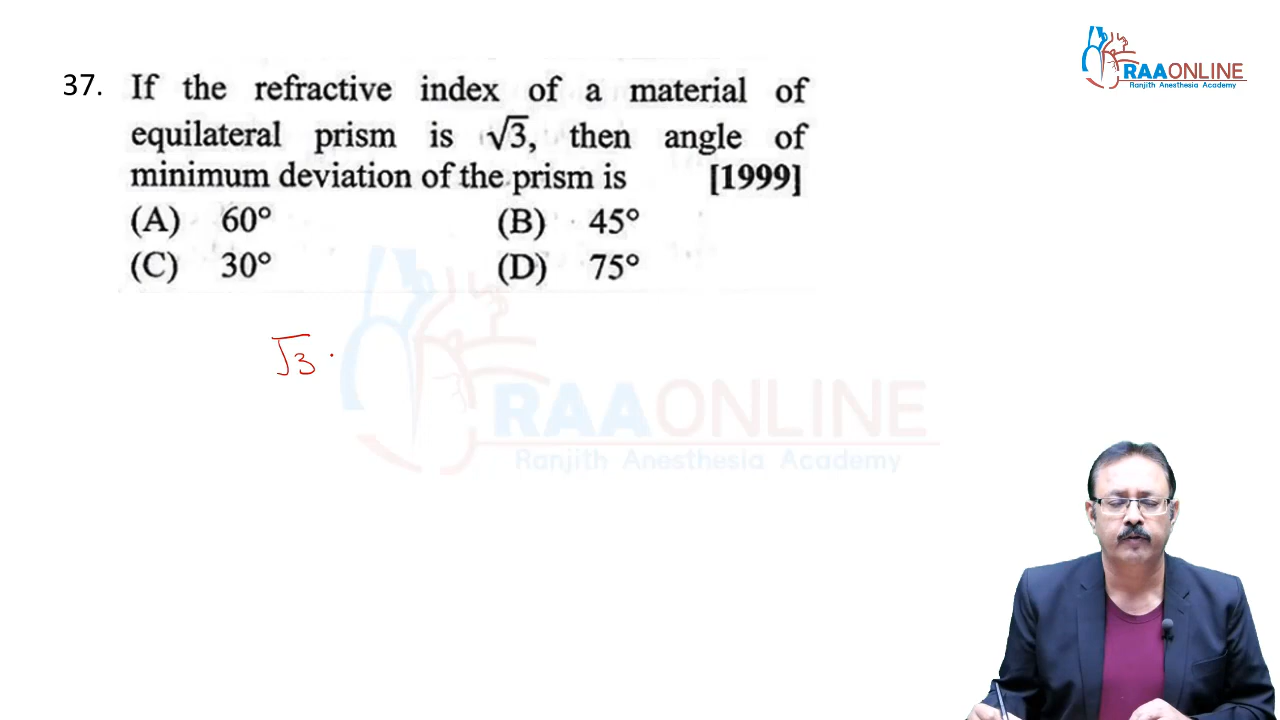 RAAONLINE
Ranjith Anesthesia Academy
37. If the refractive index of a material of
equilateral prism is √3, then angle of
minimum deviation of the prism is [1999]
(A) 60° (B) 45°
(C) 30° (D) 75°
√3 .
RAAONLINE
Ranjith Anesthesia Academy